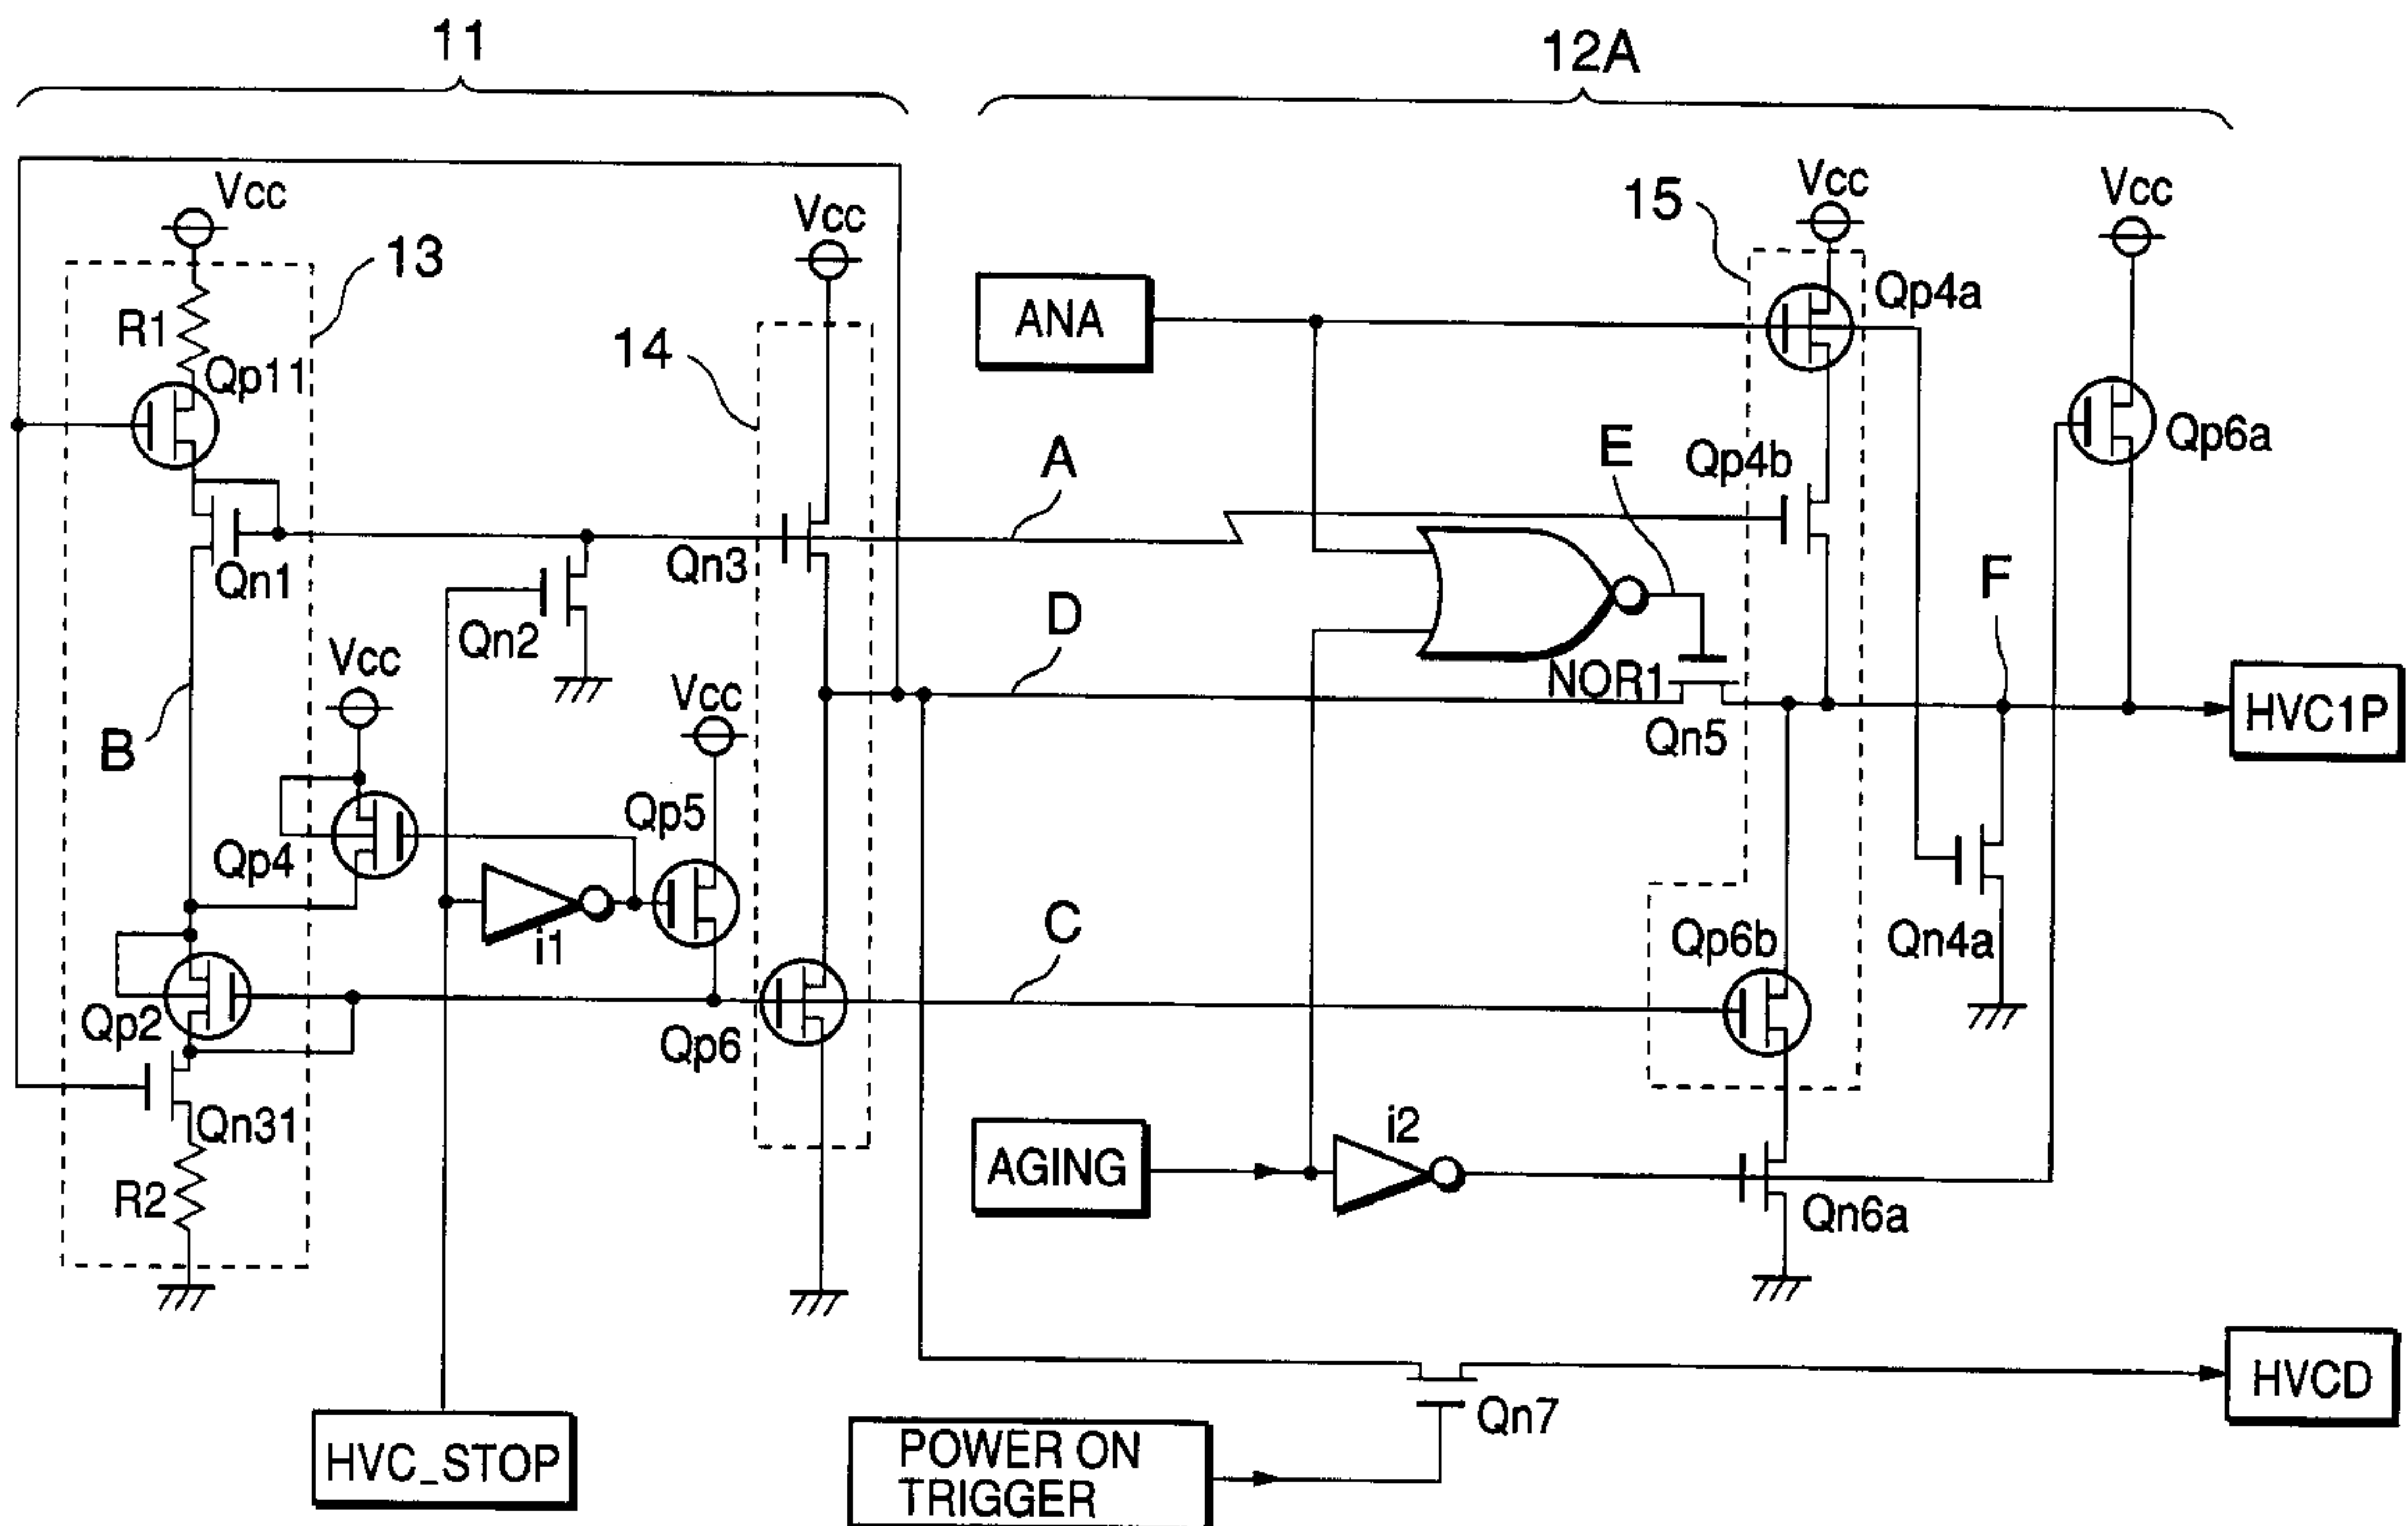 11
12A
Vcc
13
R1
Qp11
Qn1
B
Vcc
Qp4
Qp2
Qn31
R2
Qn2
i1
Vcc
Qp5
Qp6
HVC_STOP
Vcc
14
Qn3
A
D
C
ANA
15
Vcc
Qp4a
Vcc
Qp6a
Qp4b
E
NOR1
Qn5
F
HVC1P
Qn4a
Qp6b
AGING
i2
Qn6a
POWER ON
TRIGGER
Qn7
HVCD